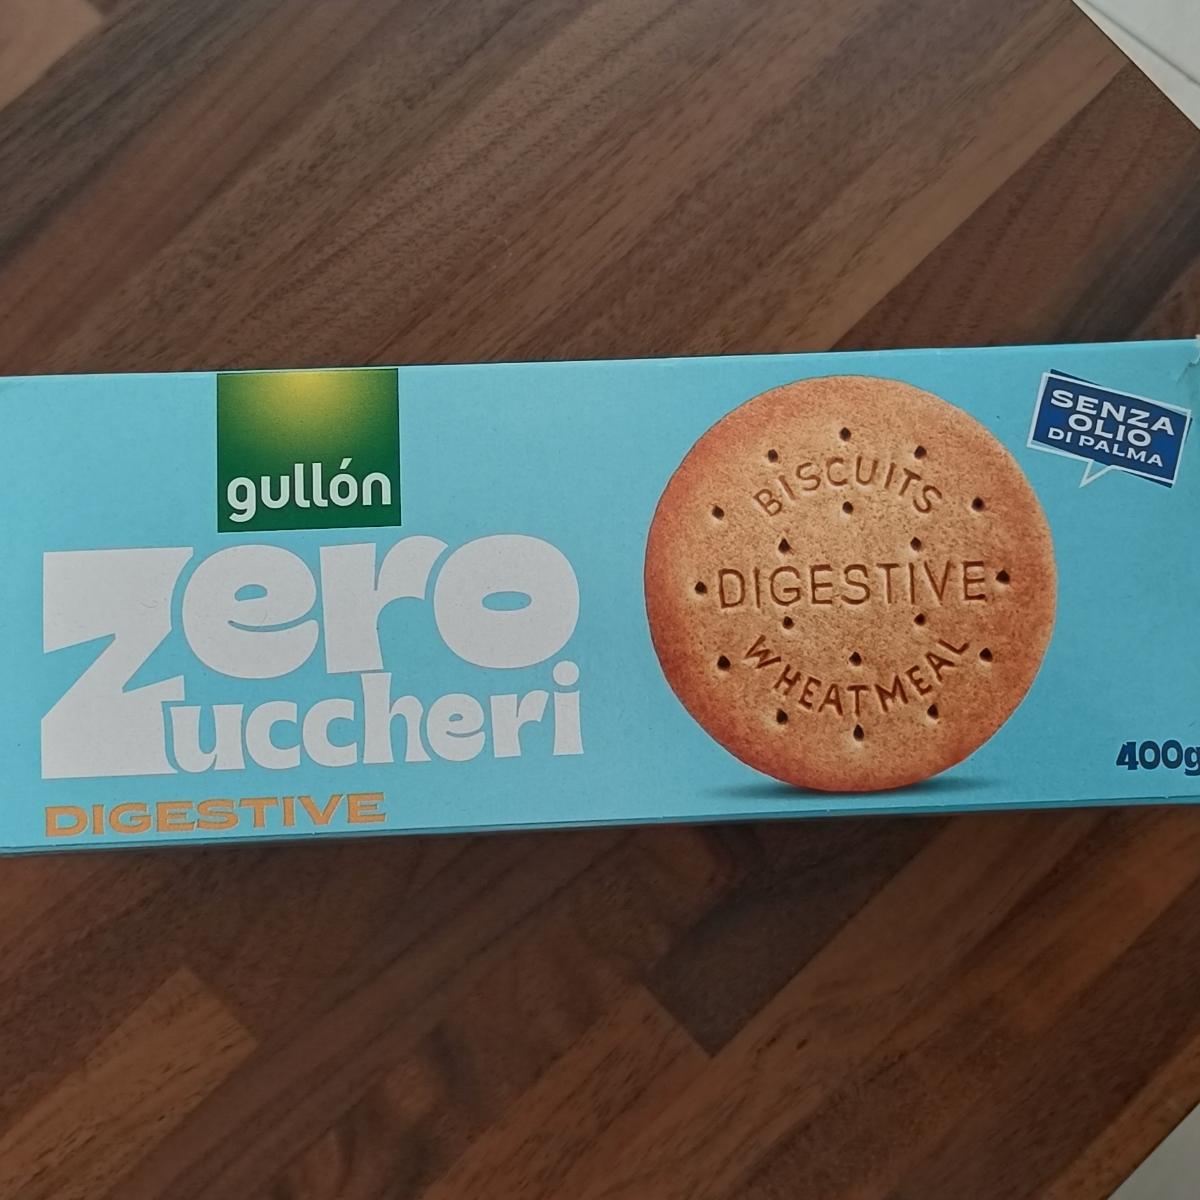 gullón
zero
Zuccheri
DIGESTIVE
BISCUITS
DIGESTIVE
WHEATMEAL
SENZA
OLIO
DI PALMA
400g